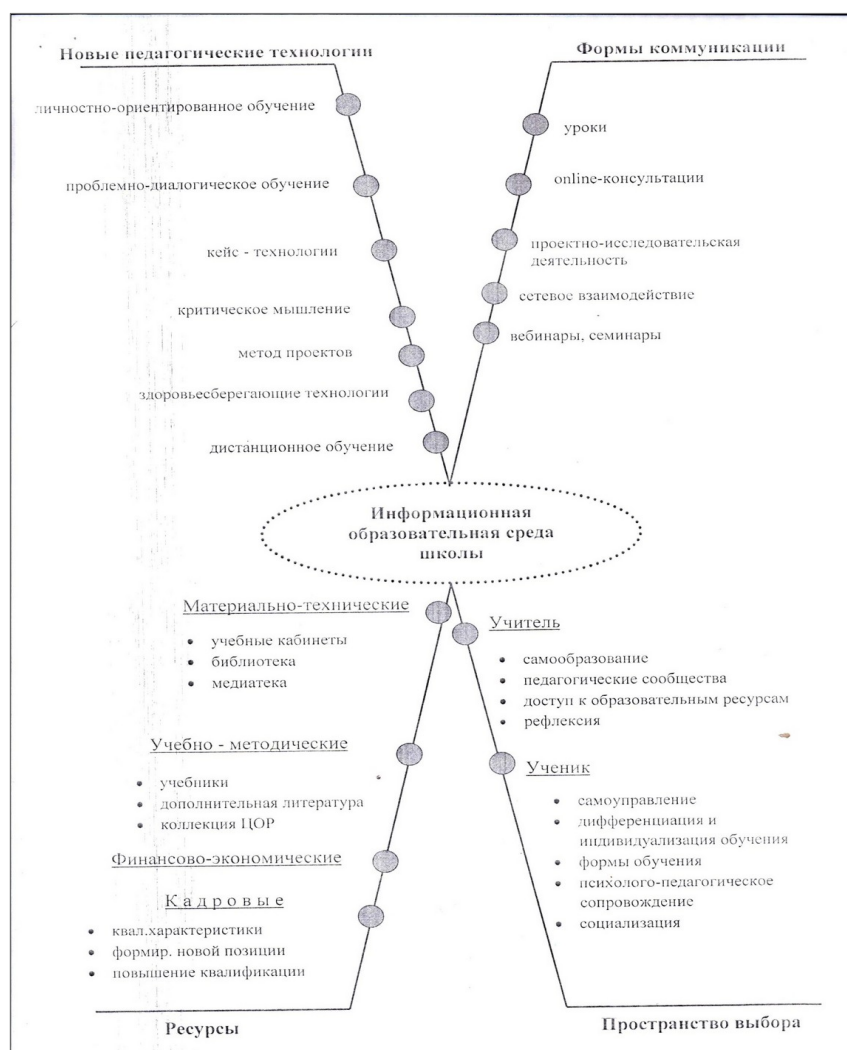 Новые педагогические технологии
личностно-ориентированное обучение
проблемно-диалогическое обучение
кейс - технологии
критическое мышление
метод проектов
здоровьесберегающие технологии
дистанционное обучение
Формы коммуникации
уроки
online-консультации
проектно-исследовательская
деятельность
сетевое взаимодействие
вебинары, семинары
Информационная
образовательная среда
школы
Материально-технические
• учебные кабинеты
• библиотека
• медиатека
Учебно - методические
• учебники
• дополнительная литература
• коллекция ЦОР
Финансово-экономические
Кадровые
• квал.характеристики
• формир. новой позиции
• повышение квалификации
Ресурсы
Учитель
• самообразование
• педагогические сообщества
• доступ к образовательным ресурсам
• рефлексия
Ученик
• самоуправление
• дифференциация и
индивидуализация обучения
• формы обучения
• психолого-педагогическое
сопровождение
• социализация
Пространство выбора